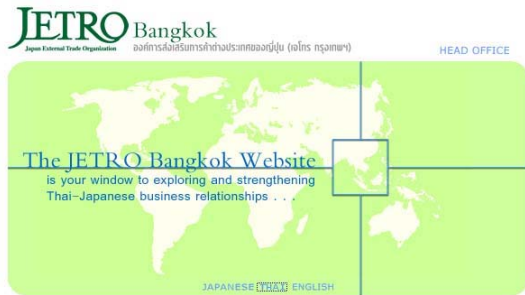 JETRO Bangkok
Japan External Trade Organization
องค์การส่งเสริมการค้าต่างประเทศของญี่ปุ่น (เจโทร กรุงเทพฯ)
HEAD OFFICE
The JETRO Bangkok Website
is your window to exploring and strengthening
Thai-Japanese business relationships . . .
JAPANESE THAI ENGLISH